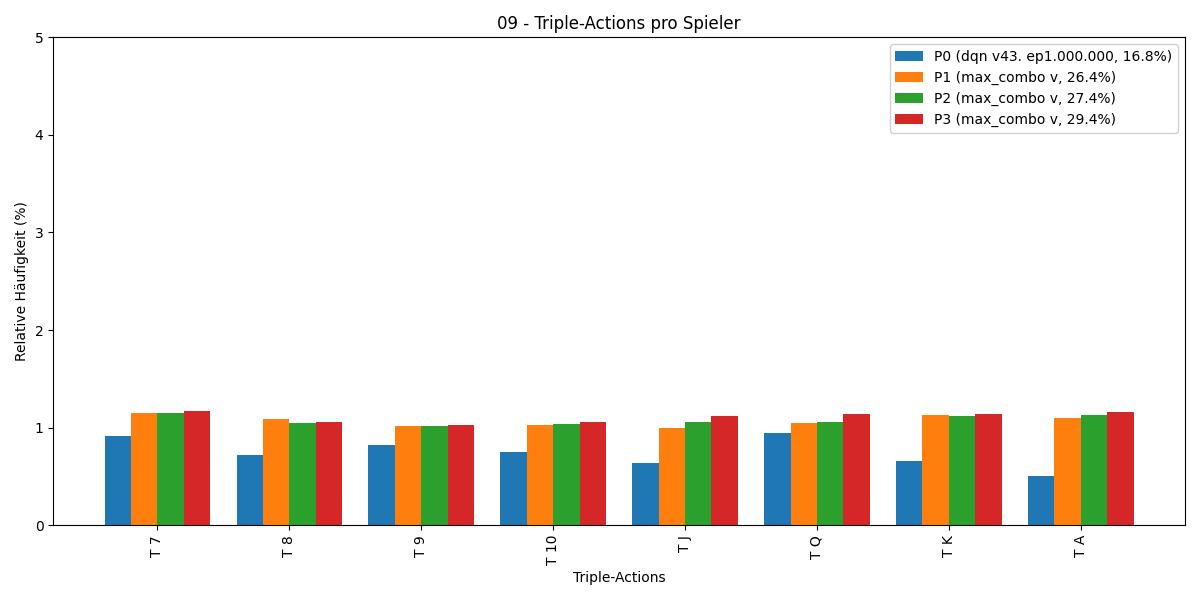 09 - Triple-Actions pro Spieler
P0 (dqn v43. ep1.000.000, 16.8%)
P1 (max_combo v, 26.4%)
P2 (max_combo v, 27.4%)
P3 (max_combo v, 29.4%)
Relative Häufigkeit (%)
5
4
3
2
1
0
T 7
T 8
T 9
T 10
T J
T Q
T K
T A
Triple-Actions